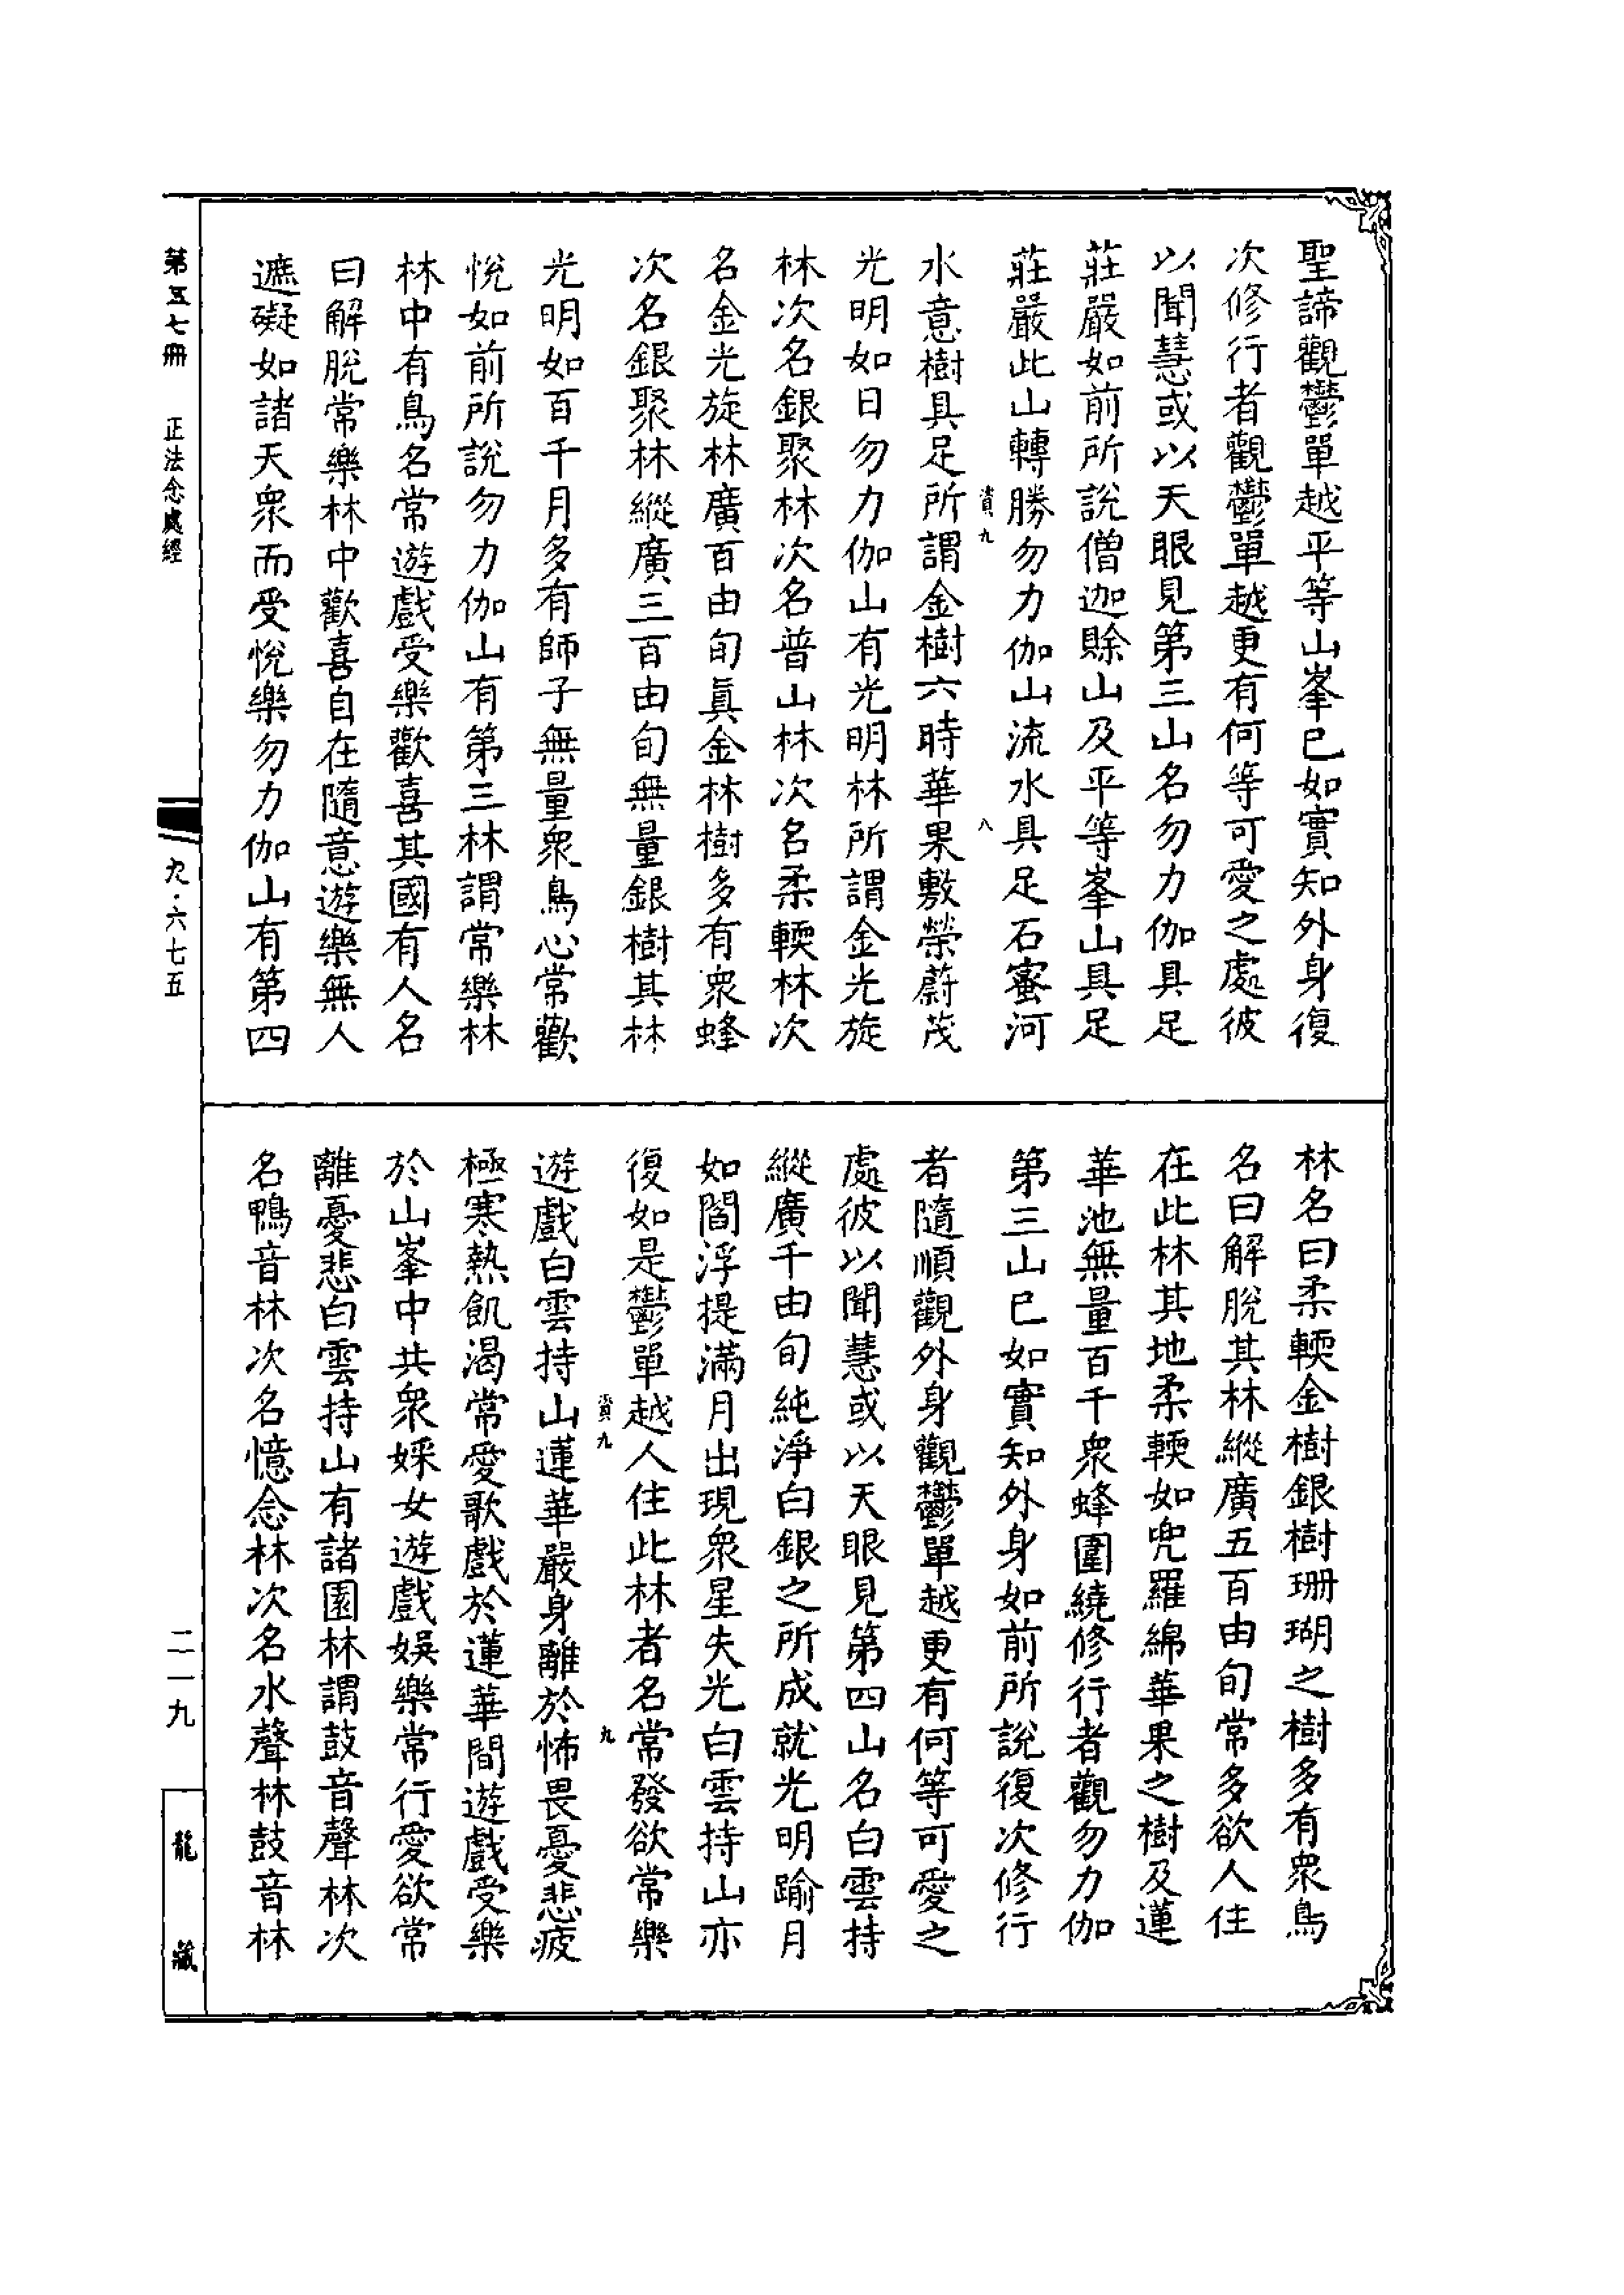 聖諦觀鬱單越平等山峯已如實知外身復
次修行者觀鬱單越更有何等可愛之處彼
以聞慧或以天眼見第三山名勿力伽具足
莊嚴如前所說僧迦賒山及平等峯山具足
莊嚴此山轉勝勿力伽山流水具足石蜜河
水意樹具足所謂金樹六時華果敷榮蔚茂
光明如日勿力伽山有光明林所謂金光旋
林次名銀聚林次名普山林次名柔輭林次
名金光旋林廣百由旬真金林樹多有眾蜂
次名銀聚林縱廣三百由旬無量銀樹其林
光明如百千月多有師子無量眾鳥心常歡
悅如前所說勿力伽山有第三林謂常樂林
林中有鳥名常遊戲受樂歡喜其國有人名
曰解脫常樂林中歡喜自在隨意遊樂無人
遮礙如諸天眾而受悅樂勿力伽山有第四
林名曰柔輭金樹銀樹珊瑚之樹多有眾鳥
名曰解脫其林縱廣五百由旬常多欲人住
在此林其地柔輭如兜羅綿華果之樹及蓮
華池無量百千眾蜂圍繞修行者觀勿力伽
第三山已如實知外身如前所說復次修行
者隨順觀外身觀鬱單越更有何等可愛之
處彼以聞慧或以天眼見第四山名白雲持
縱廣千由旬純淨白銀之所成就光明踰月
如閻浮提滿月出現眾星失光白雲持山亦
復如是鬱單越人住此林者名常發欲常樂
遊戲白雲持山蓮華嚴身離於怖畏憂悲疲
極寒熱飢渴常愛歌戲於蓮華間遊戲受樂
於山峯中共眾婇女遊戲娛樂常行愛欲常
離憂悲白雲持山有諸園林謂鼓音聲林次
名鴨音林次名憶念林次名水聲林鼓音林
第五七冊 正法念處經
九·六七五
二一九
龍藏
九
八
九
九